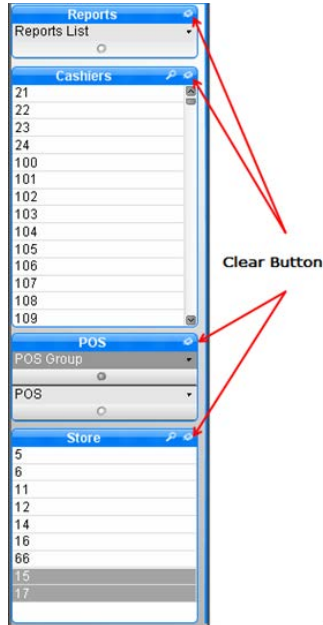 Reports
Reports List
Cashiers
21
22
23
24
100
101
102
103
104
105
106
107
108
109
Clear Button
POS
POS Group
POS
Store
5
6
11
12
14
16
66
15
17